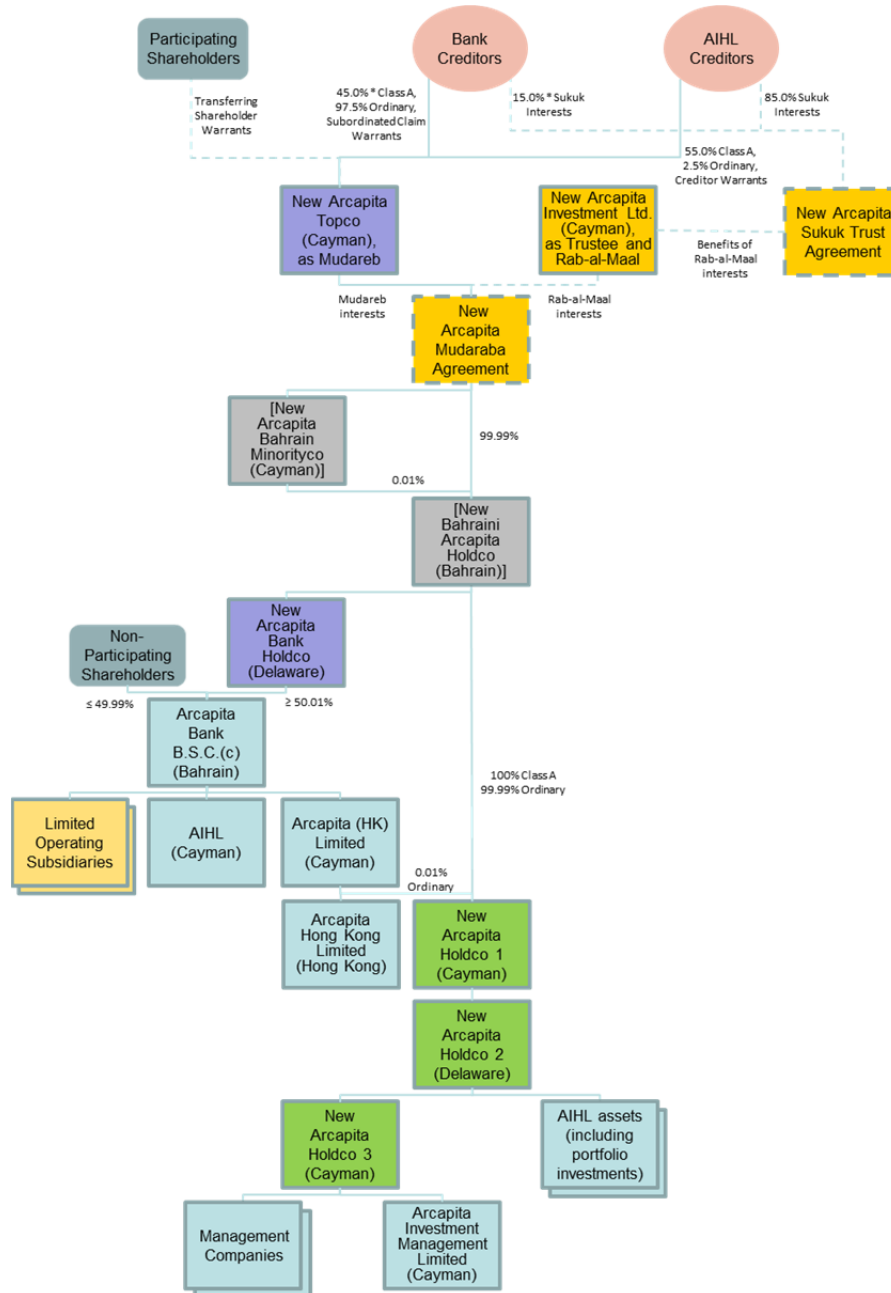 Participating
Shareholders
Bank
Creditors
AIHL
Creditors
Transferring
Shareholder
Warrants
45.0% * Class A,
97.5% Ordinary,
Subordinated Claim
Warrants
15.0% * Sukuk
Interests
85.0% Sukuk
Interests
55.0% Class A,
2.5% Ordinary,
Creditor Warrants
New Arcapita
Topco
(Cayman),
as Mudareb
New Arcapita
Investment Ltd.
(Cayman),
as Trustee and
Rab-al-Maal
Benefits of
Rab-al-Maal
interests
New Arcapita
Sukuk Trust
Agreement
Mudareb
interests
Rab-al-Maal
interests
New
Arcapita
Mudaraba
Agreement
[New
Arcapita
Bahrain
Minorityco
(Cayman)]
99.99%
0.01%
[New
Bahraini
Arcapita
Holdco
(Bahrain)]
New
Arcapita
Bank
Holdco
(Delaware)
Non-
Participating
Shareholders
≤ 49.99%
≥ 50.01%
Arcapita
Bank
B.S.C.(c)
(Bahrain)
100% Class A
99.99% Ordinary
Limited
Operating
Subsidiaries
AIHL
(Cayman)
Arcapita (HK)
Limited
(Cayman)
0.01%
Ordinary
Arcapita
Hong Kong
Limited
(Hong Kong)
New
Arcapita
Holdco 1
(Cayman)
New
Arcapita
Holdco 2
(Delaware)
New
Arcapita
Holdco 3
(Cayman)
AIHL assets
(including
portfolio
investments)
Management
Companies
Arcapita
Investment
Management
Limited
(Cayman)